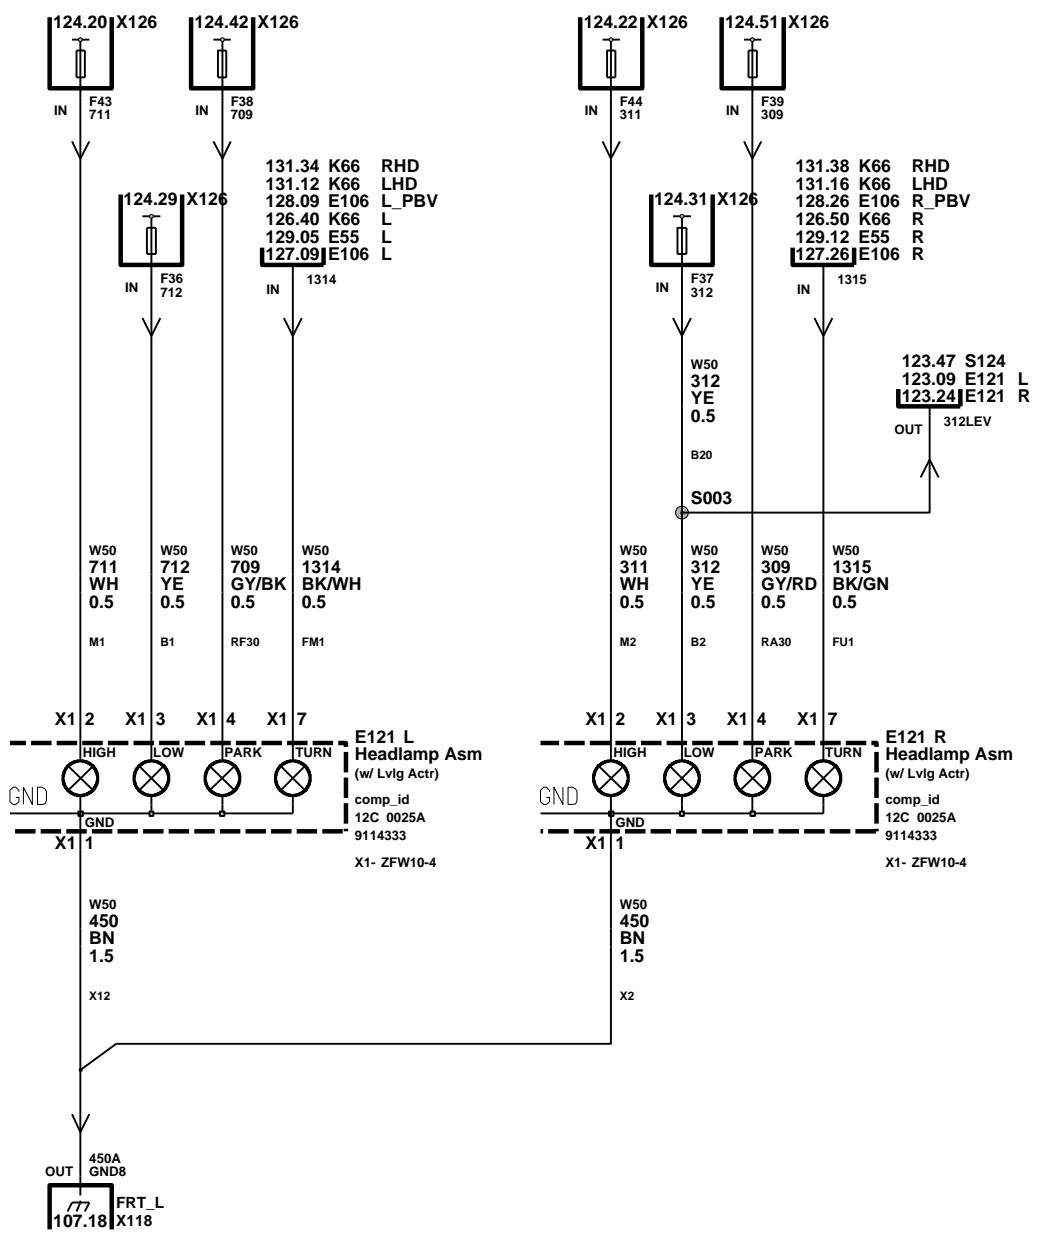 124.20 X126
124.42 X126
124.22 X126
124.51 X126
IN F43
711
IN F38
709
IN F44
311
IN F39
309
131.34 K66 RHD
131.12 K66 LHD
128.09 E106 L_PBV
126.40 K66 L
129.05 E55 L
127.09 E106 L
131.38 K66 RHD
131.16 K66 LHD
128.26 E106 R_PBV
126.50 K66 R
129.12 E55 R
127.26 E106 R
124.29 X126
124.31 X126
IN F36
712
IN 1314
IN F37
312
IN 1315
W50
312
YE
0.5
B20
123.47 S124
123.09 E121 L
123.24 E121 R
OUT 312LEV
S003
W50
711
WH
0.5
M1
W50
712
YE
0.5
B1
W50
709
GY/BK
0.5
RF30
W50
1314
BK/WH
0.5
FM1
W50
311
WH
0.5
M2
W50
312
YE
0.5
B2
W50
309
GY/RD
0.5
RA30
W50
1315
BK/GN
0.5
FU1
X1 2 X1 3 X1 4 X1 7
X1 2 X1 3 X1 4 X1 7
HIGH LOW PARK TURN
GND
GND
X1 1
E121 L
Headlamp Asm
(w/ Lvlg Actr)
comp_id
12C 0025A
9114333
X1- ZFW10-4
HIGH LOW PARK TURN
GND
GND
X1 1
E121 R
Headlamp Asm
(w/ Lvlg Actr)
comp_id
12C 0025A
9114333
X1- ZFW10-4
W50
450
BN
1.5
X12
W50
450
BN
1.5
X2
450A
OUT GND8
FRT_L
107.18 X118